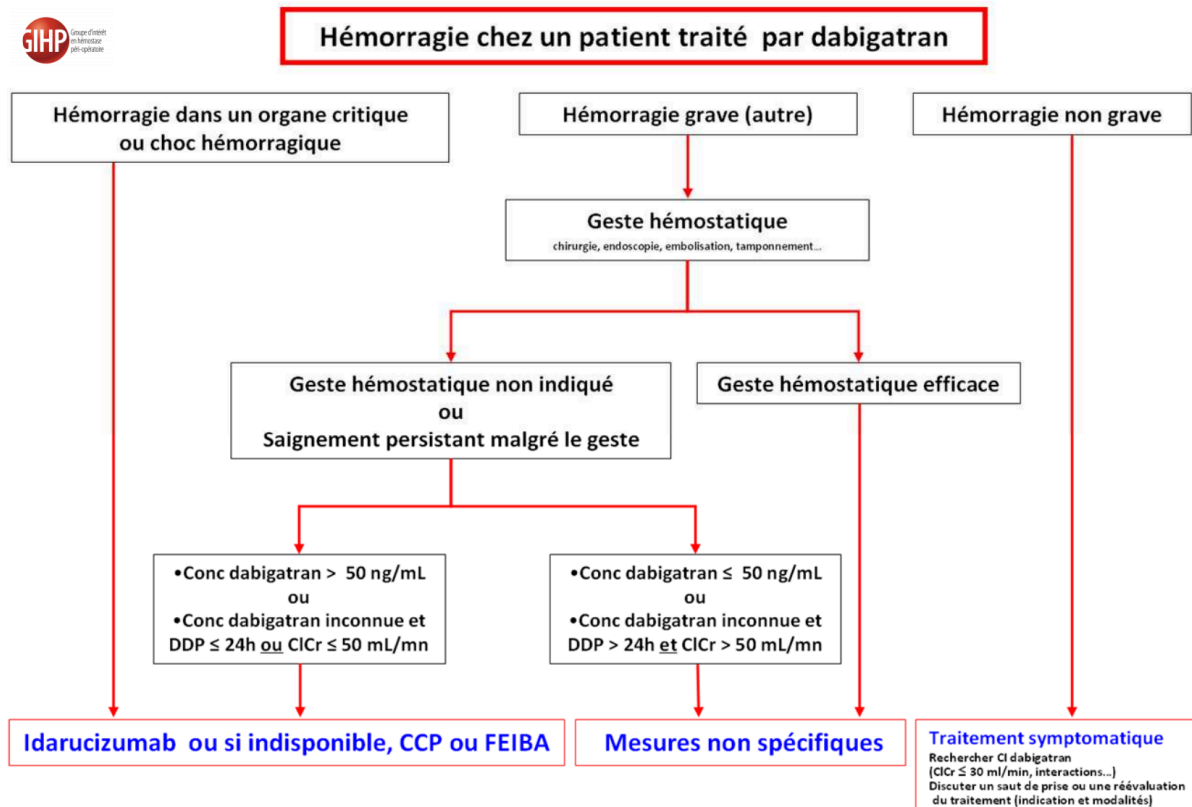 GIHP
Groupe d'intérêt
en hémostase
péri-opératoire
Hémorragie chez un patient traité par dabigatran
Hémorragie dans un organe critique
ou choc hémorragique
Hémorragie grave (autre)
Hémorragie non grave
Geste hémostatique
chirurgie, endoscopie, embolisation, tamponnement...
Geste hémostatique non indiqué
ou
Saignement persistant malgré le geste
Geste hémostatique efficace
•Conc dabigatran > 50 ng/mL
ou
•Conc dabigatran inconnue et
DDP ≤ 24h ou ClCr ≤ 50 mL/mn
•Conc dabigatran ≤ 50 ng/mL
ou
•Conc dabigatran inconnue et
DDP > 24h et ClCr > 50 mL/mn
Idarucizumab ou si indisponible, CCP ou FEIBA
Mesures non spécifiques
Traitement symptomatique
Rechercher CI dabigatran
(ClCr ≤ 30 ml/min, interactions...)
Discuter un saut de prise ou une réévaluation
du traitement (indication et modalités)